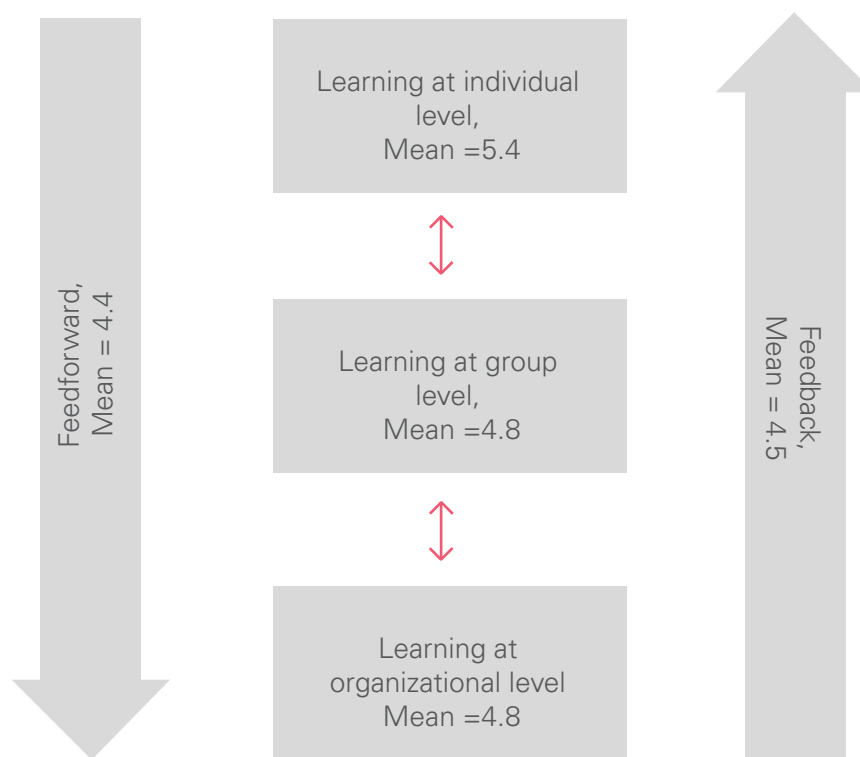 Learning at individual
level,
Mean =5.4
Feedforward,
Mean = 4.4
Learning at group
level,
Mean =4.8
Feedback,
Mean = 4.5
Learning at
organizational level
Mean =4.8